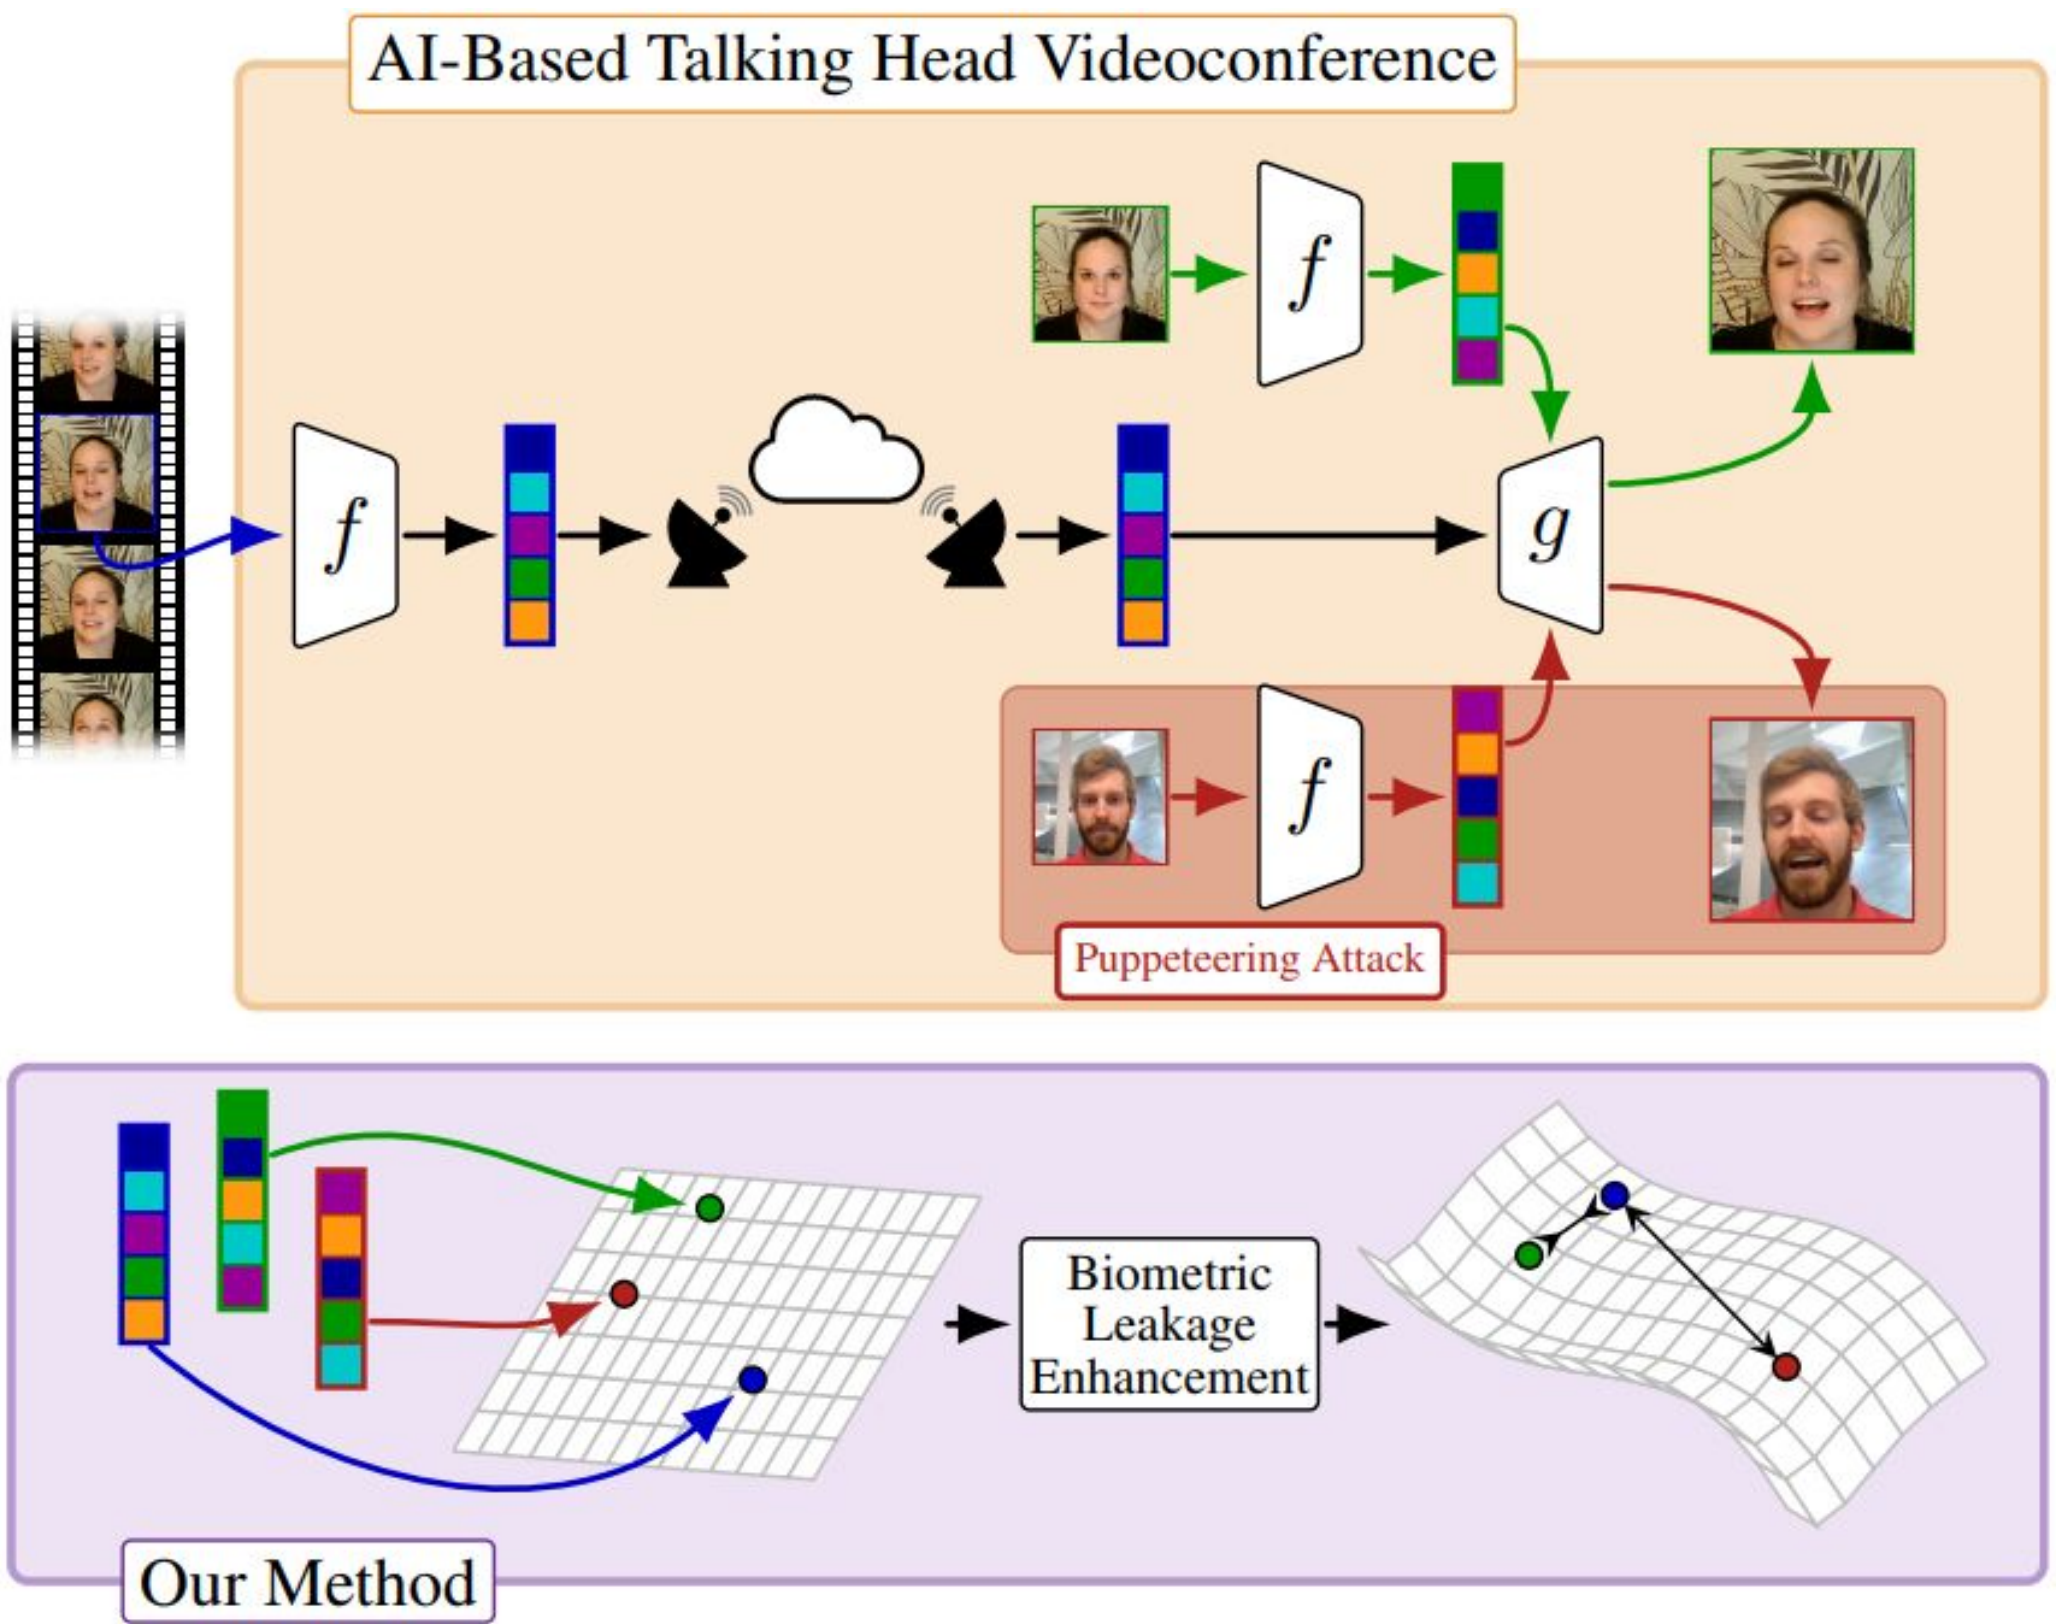 AI-Based Talking Head Videoconference
f
f
g
f
Puppeteering Attack
Biometric
Leakage
Enhancement
Our Method